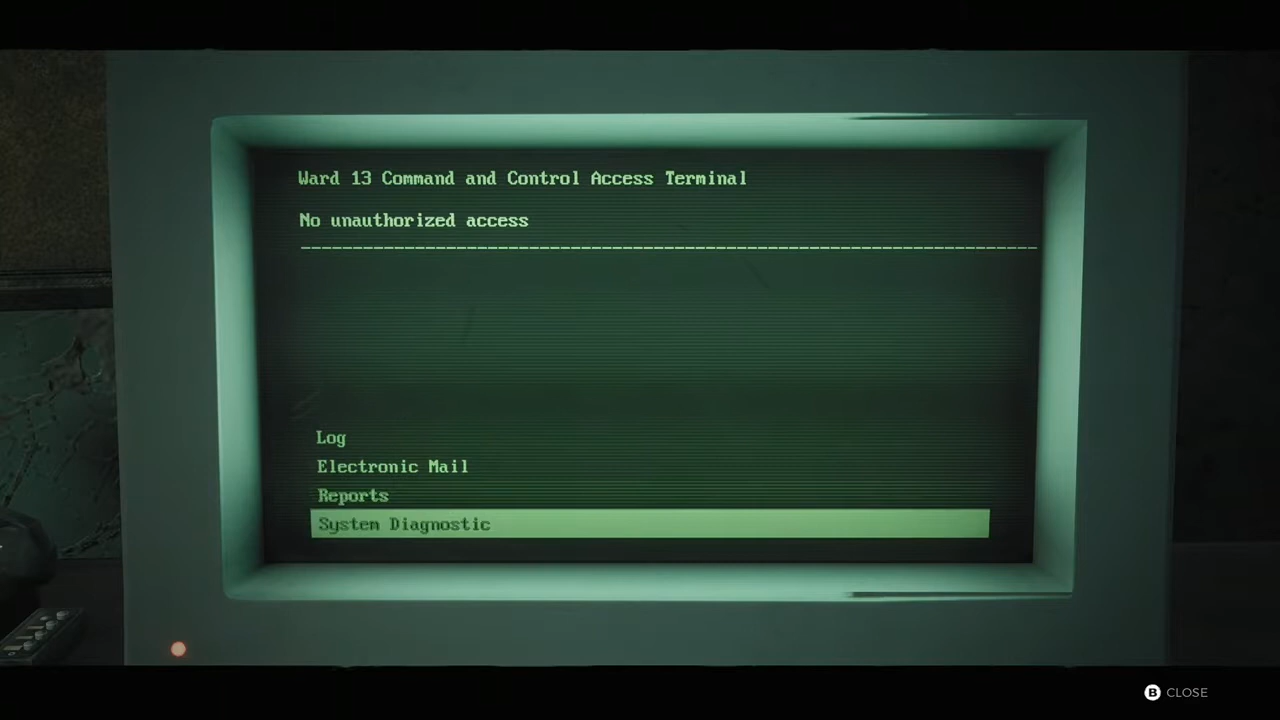 Ward 13 Command and Control Access Terminal
No unauthorized access
Log
Electronic Mail
Reports
System Diagnostic
B CLOSE